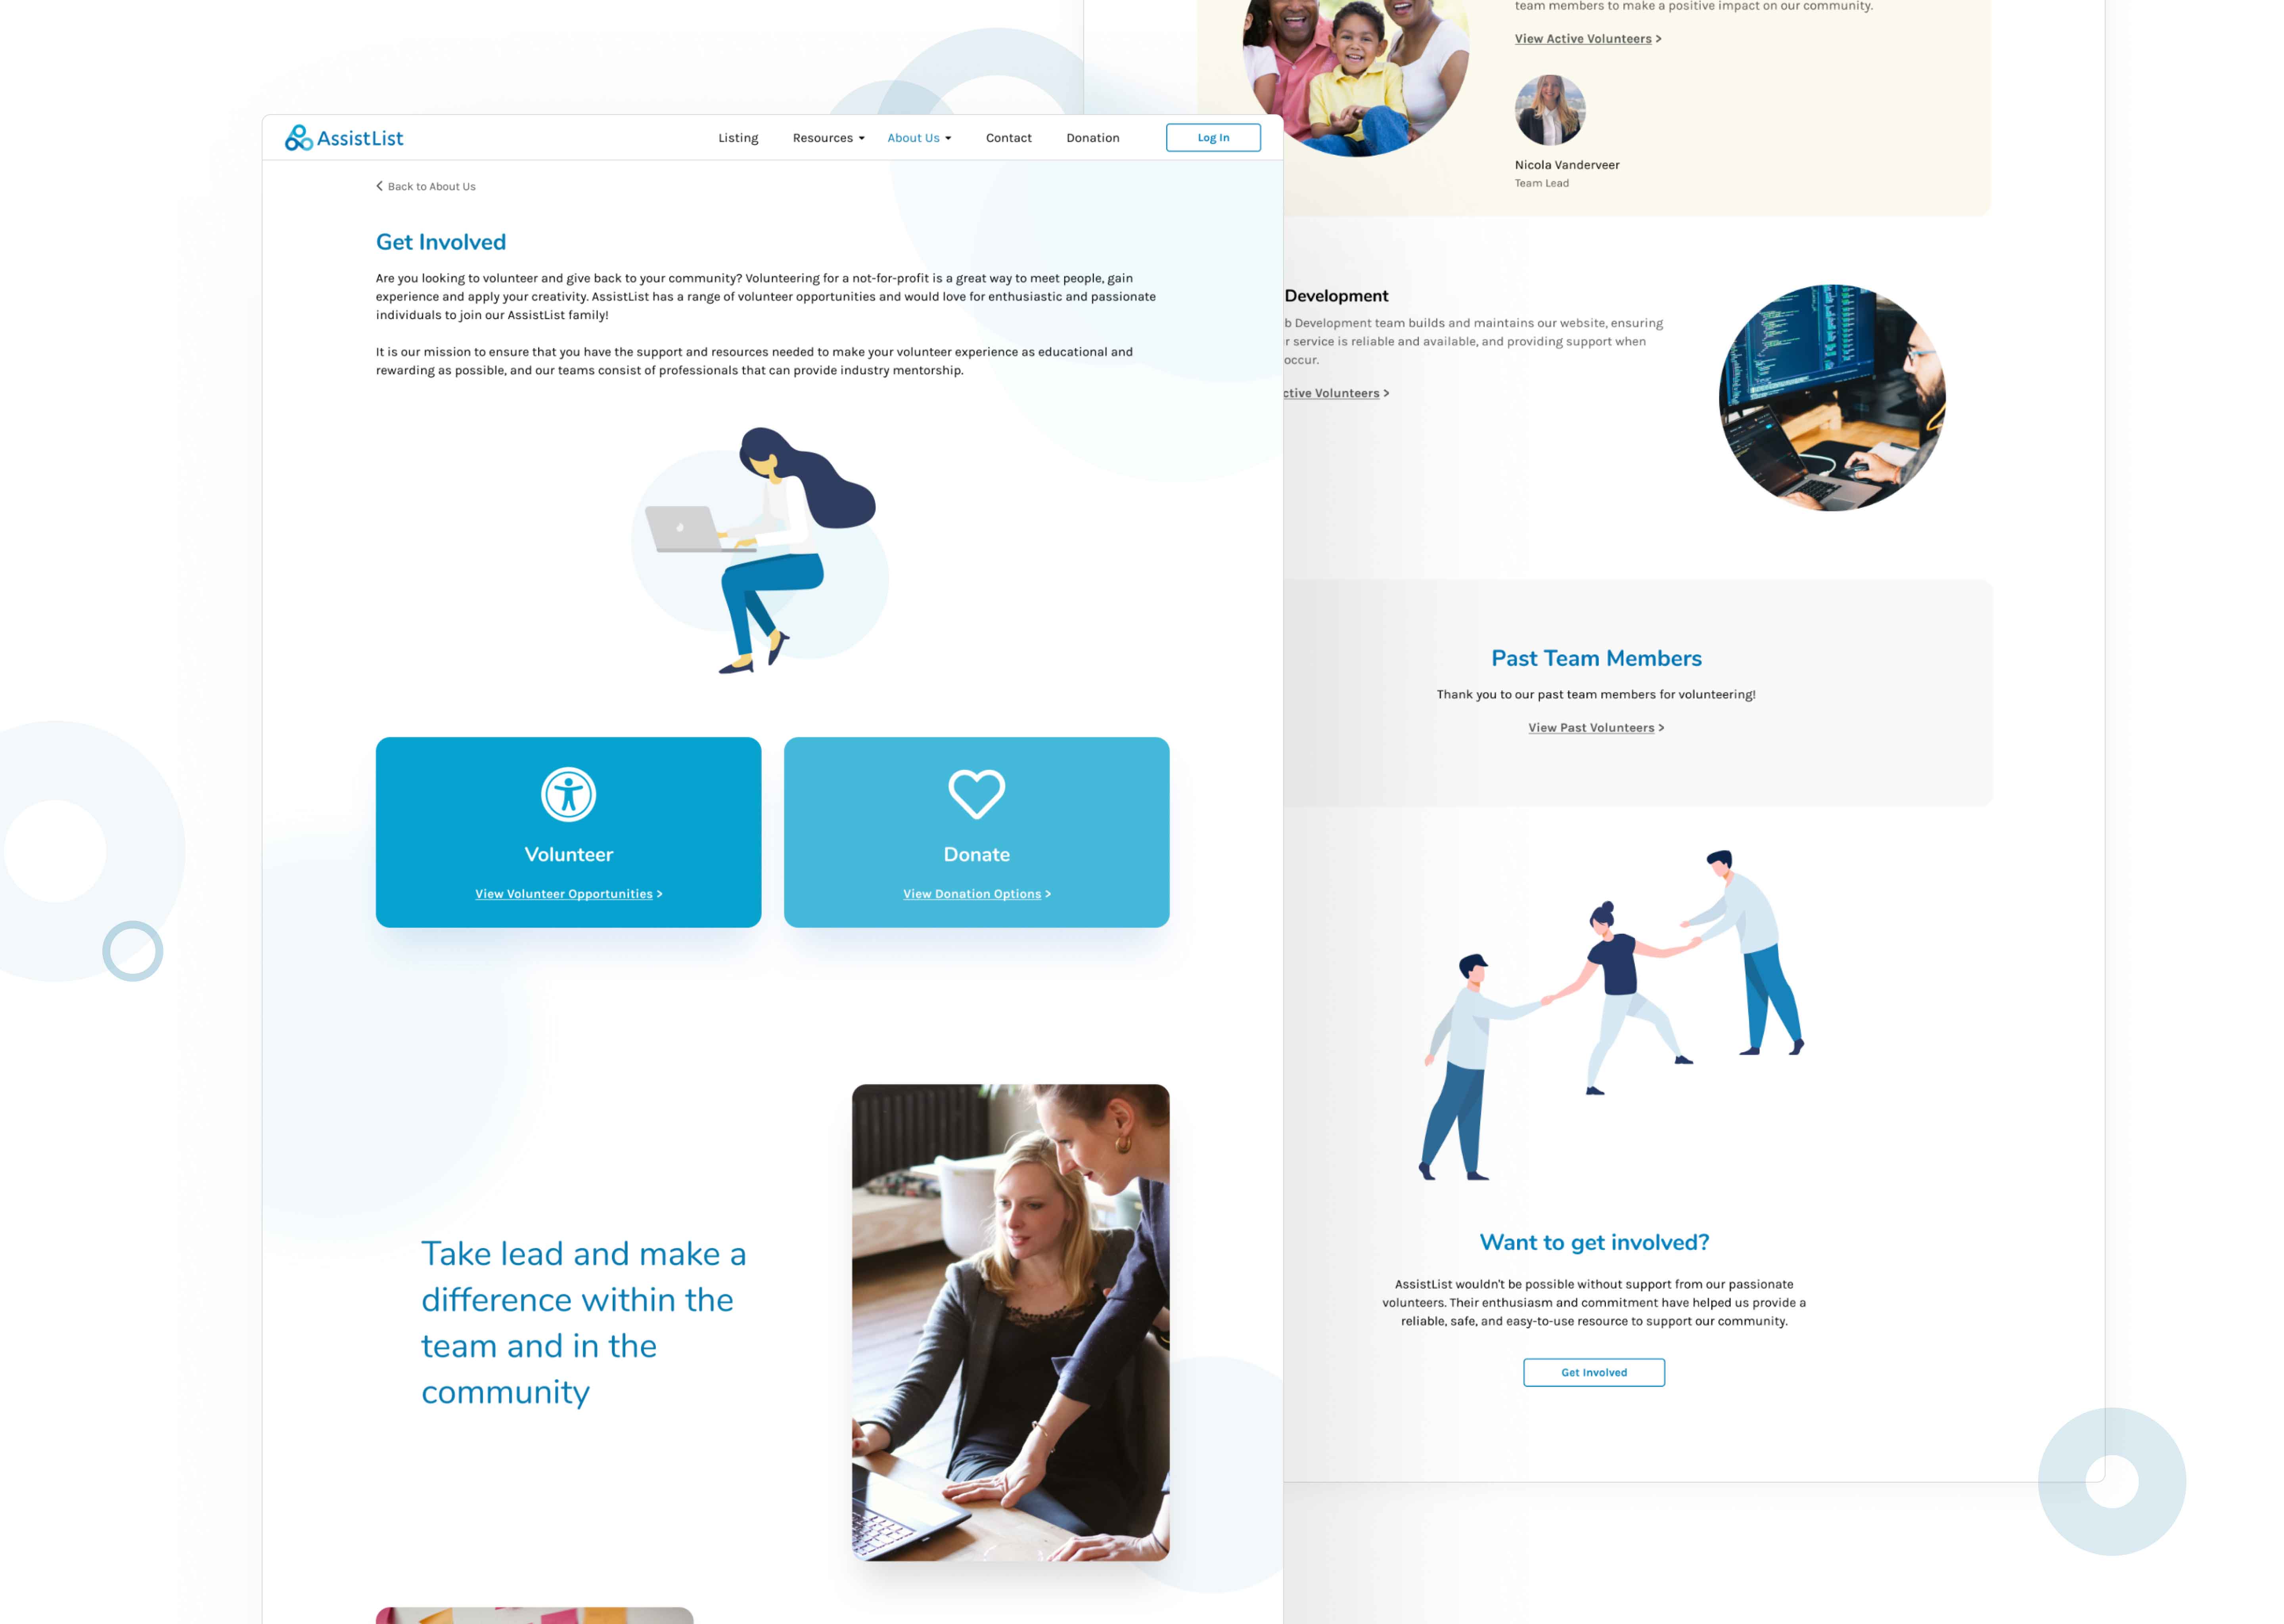 AssistList
Listing
Resources
About Us
Contact
Donation
Log In
Back to About Us
Get Involved
Are you looking to volunteer and give back to your community? Volunteering for a not-for-profit is a great way to meet people, gain
experience and apply your creativity. AssistList has a range of volunteer opportunities and would love for enthusiastic and passionate
individuals to join our AssistList family!
It is our mission to ensure that you have the support and resources needed to make your volunteer experience as educational and
rewarding as possible, and our teams consist of professionals that can provide industry mentorship.
Volunteer
View Volunteer Opportunities >
Donate
View Donation Options >
Take lead and make a
difference within the
team and in the
community
team members to make a positive impact on our community.
View Active Volunteers >
Nicola Vanderveer
Team Lead
Development
b Development team builds and maintains our website, ensuring
r service is reliable and available, and providing support when
occur.
ctive Volunteers >
Past Team Members
Thank you to our past team members for volunteering!
View Past Volunteers >
Want to get involved?
AssistList wouldn't be possible without support from our passionate
volunteers. Their enthusiasm and commitment have helped us provide a
reliable, safe, and easy-to-use resource to support our community.
Get Involved